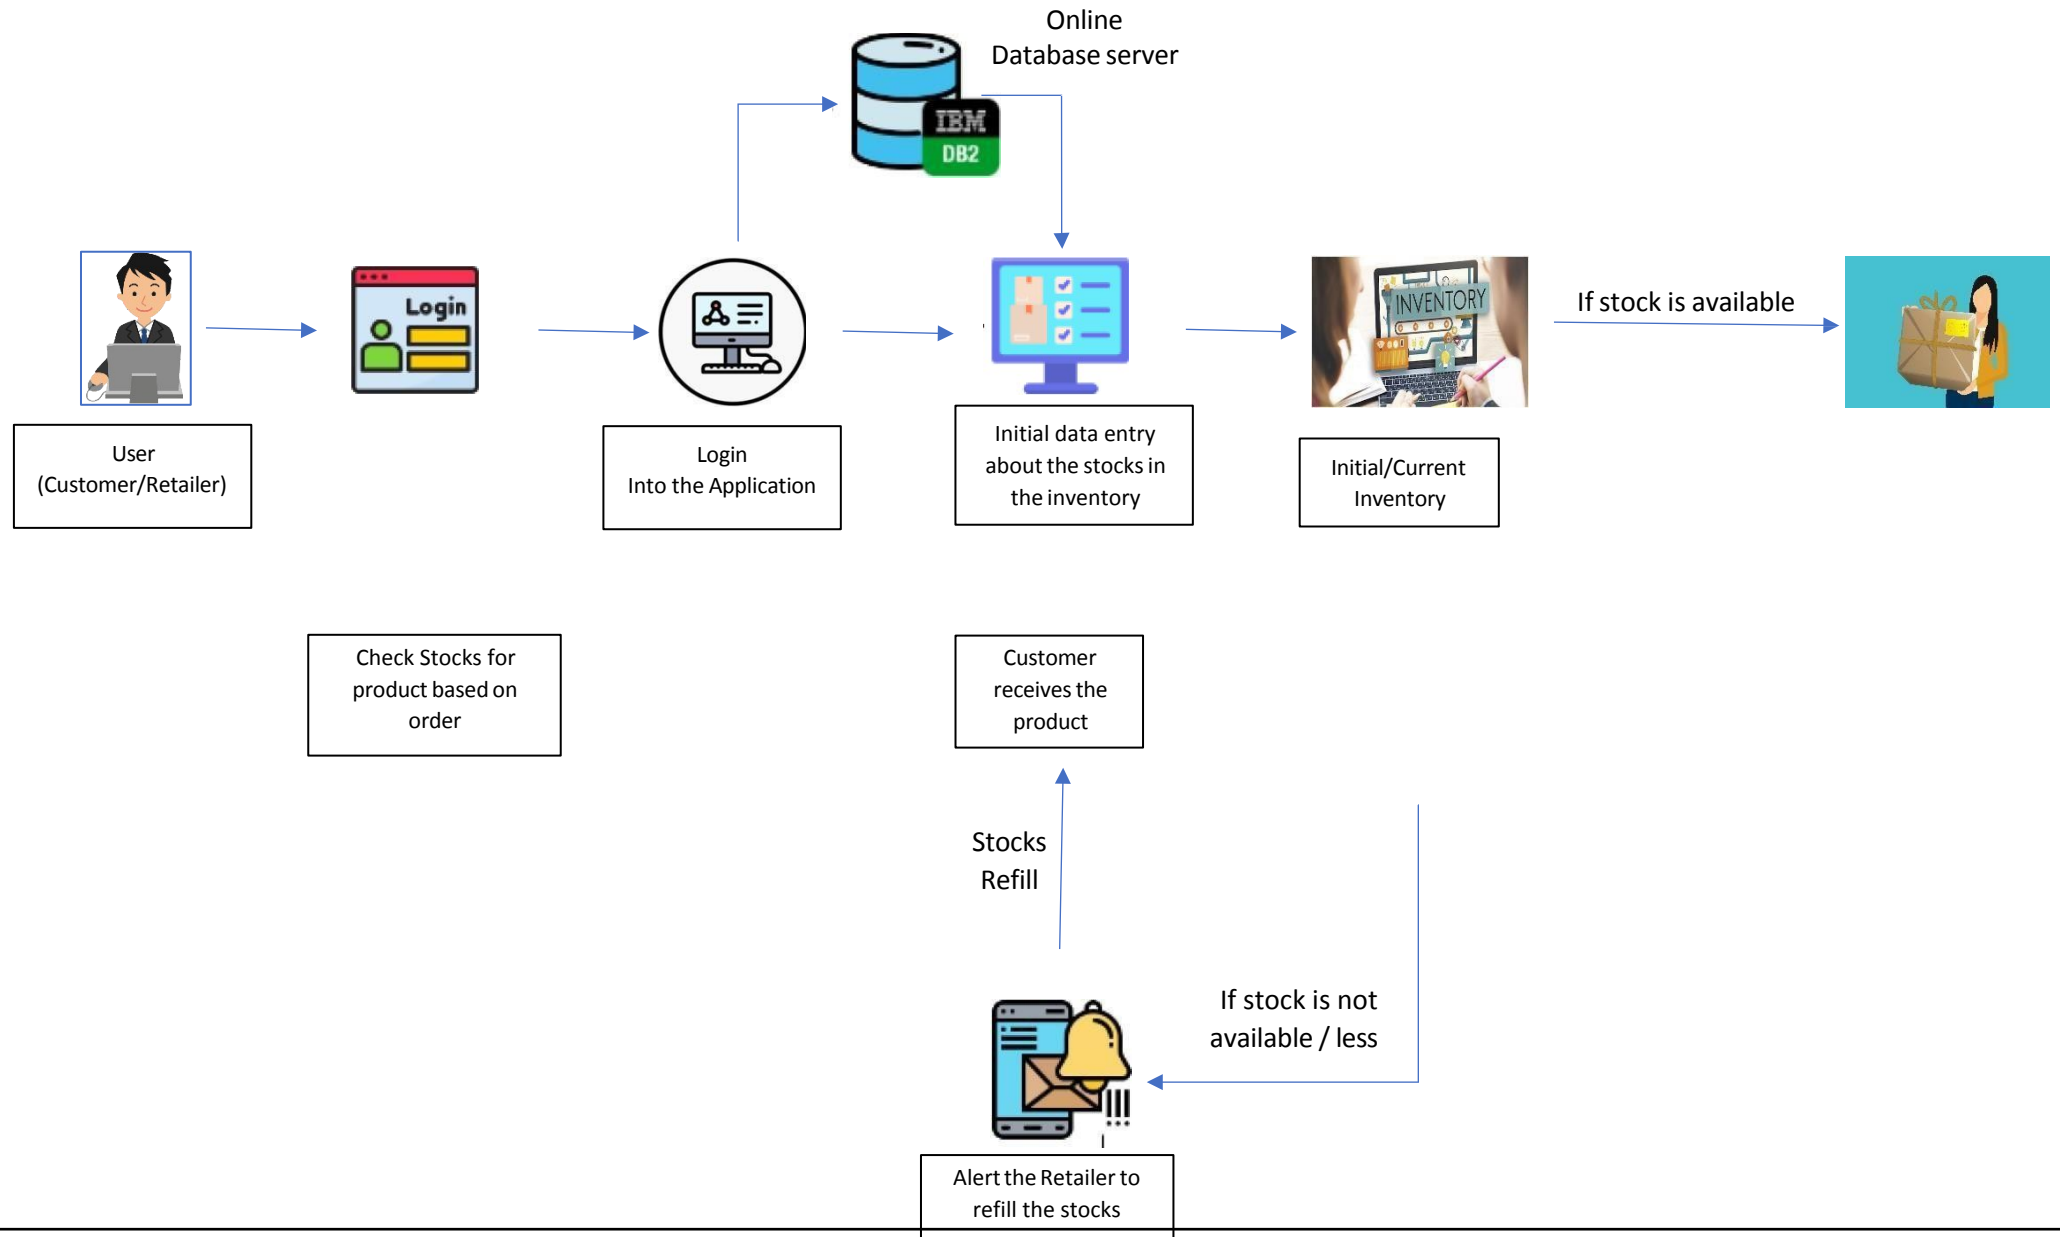 Online
Database server
IBM
DB2
Login
INVENTORY
If stock is available
User
(Customer/Retailer)
Login
Into the Application
Initial data entry
about the stocks in
the inventory
Initial/Current
Inventory
Check Stocks for
product based on
order
Customer
receives the
product
Stocks
Refill
If stock is not
available / less
Alert the Retailer to
refill the stocks